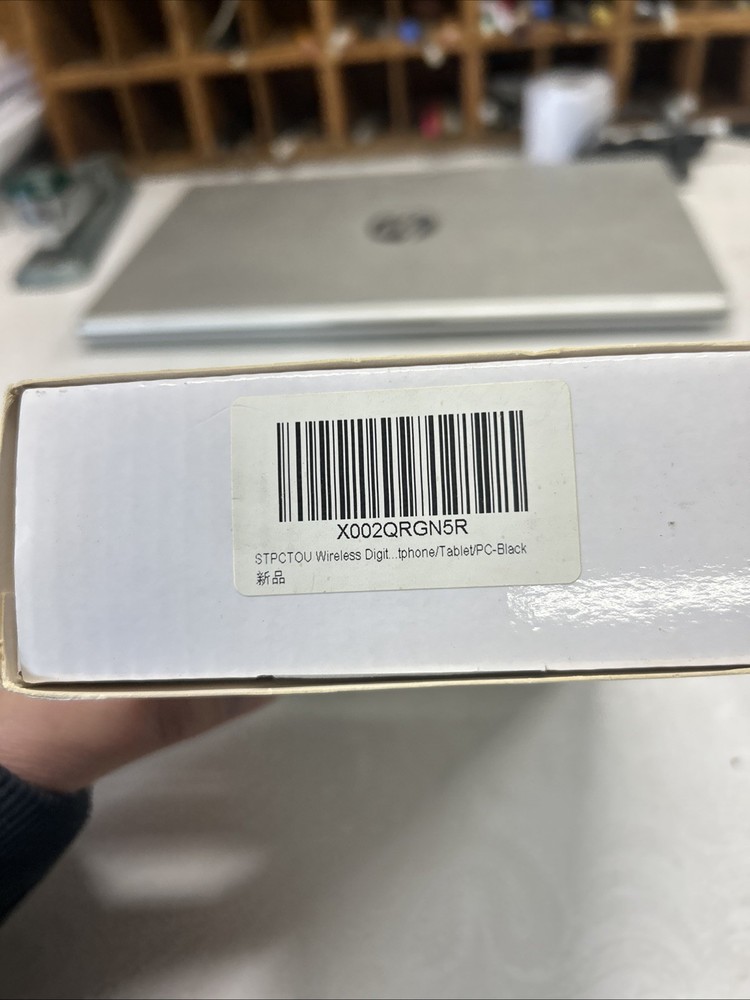 X002QRGN5R
STPCTOU Wireless Digit...tphone/Tablet/PC-Black
新品